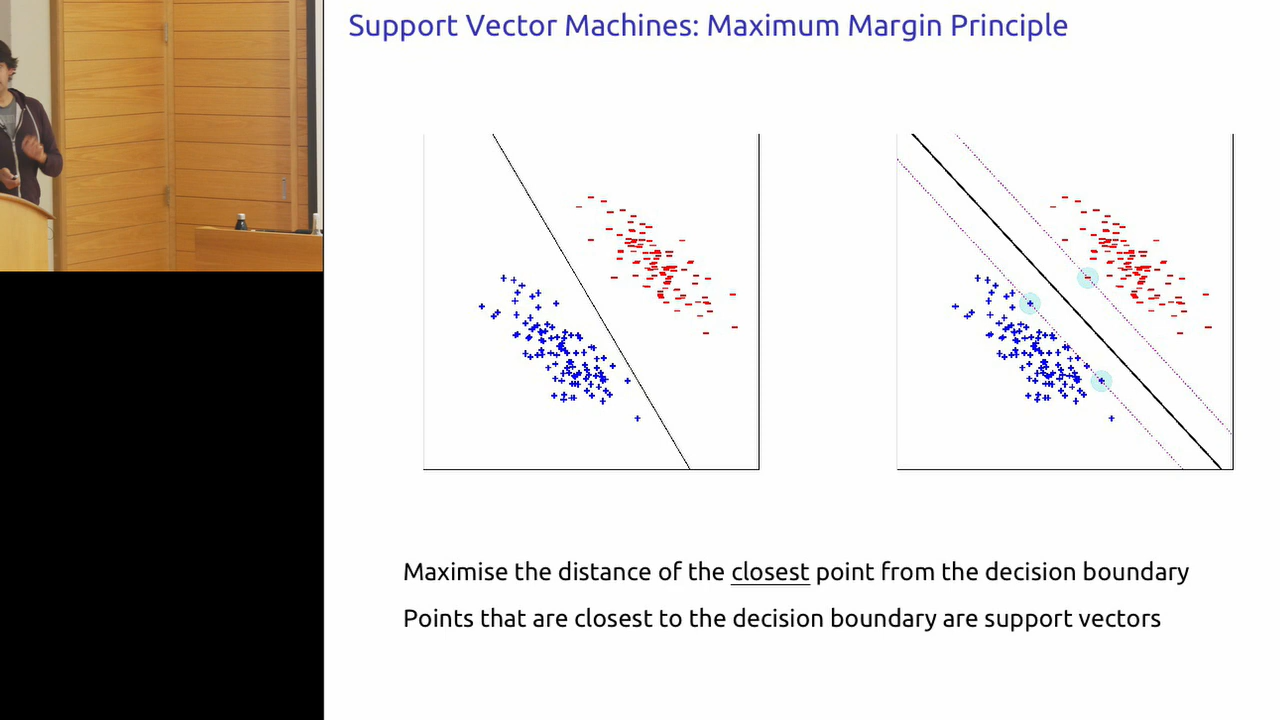 Support Vector Machines: Maximum Margin Principle
Maximise the distance of the closest point from the decision boundary
Points that are closest to the decision boundary are support vectors